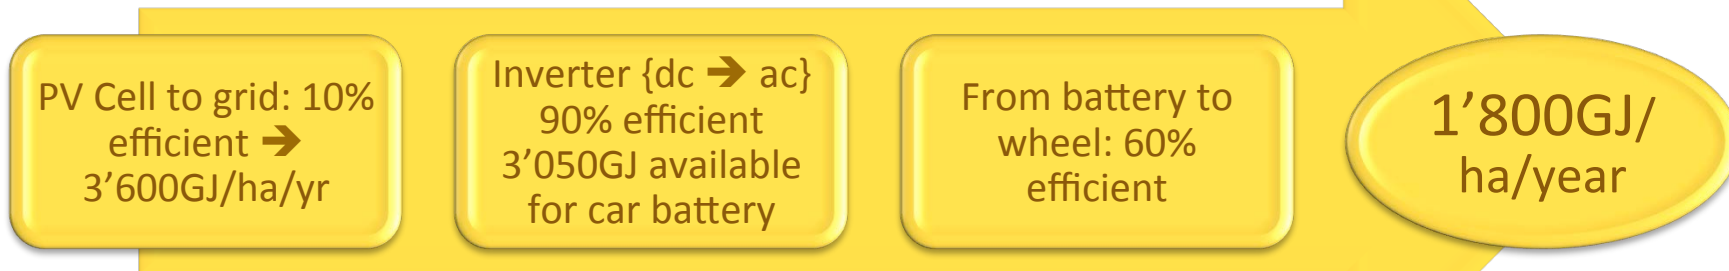 PV Cell to grid: 10%
efficient ➔
3’600GJ/ha/yr
Inverter {dc ➔ ac}
90% efficient
3’050GJ available
for car battery
From battery to
wheel: 60%
efficient
1’800GJ/
ha/year